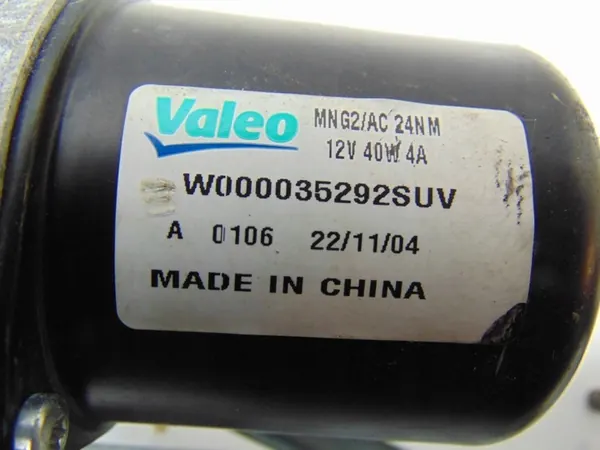 Valeo
MNG2/AC 24NM
12V 40W 4A
W000035292SUV
A 0106 22/11/04
MADE IN CHINA